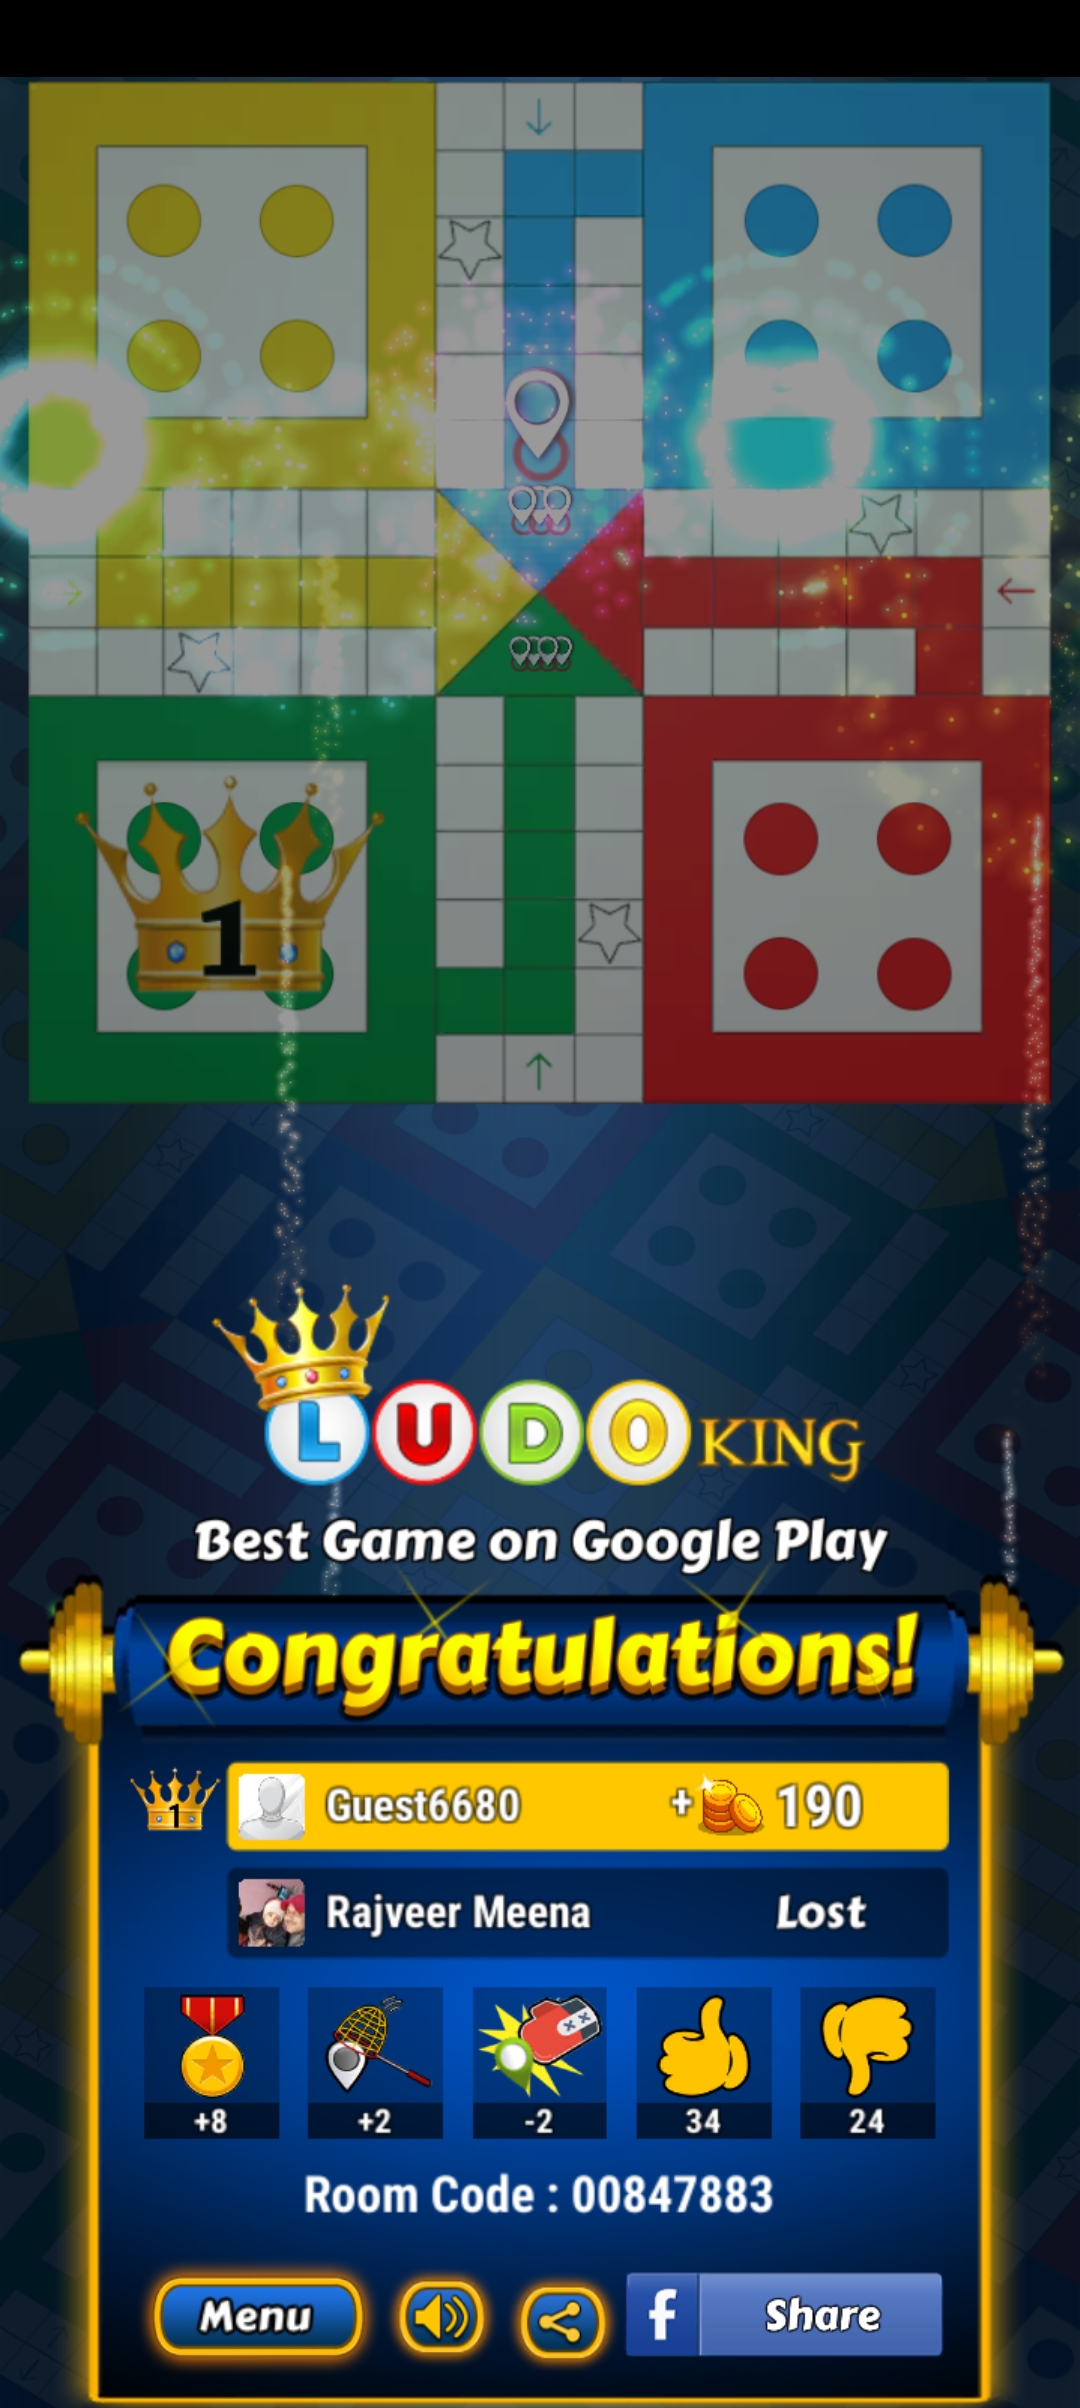 1
LUDO KING
Best Game on Google Play
Congratulations!
1 Guest6680 + 190
Rajveer Meena Lost
+8 +2 -2 34 24
Room Code : 00847883
Menu f Share